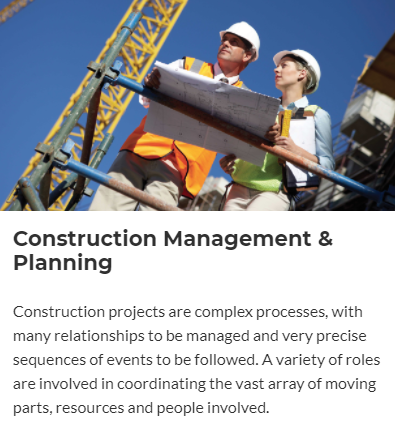 Construction Management &
Planning
Construction projects are complex processes, with
many relationships to be managed and very precise
sequences of events to be followed. A variety of roles
are involved in coordinating the vast array of moving
parts, resources and people involved.